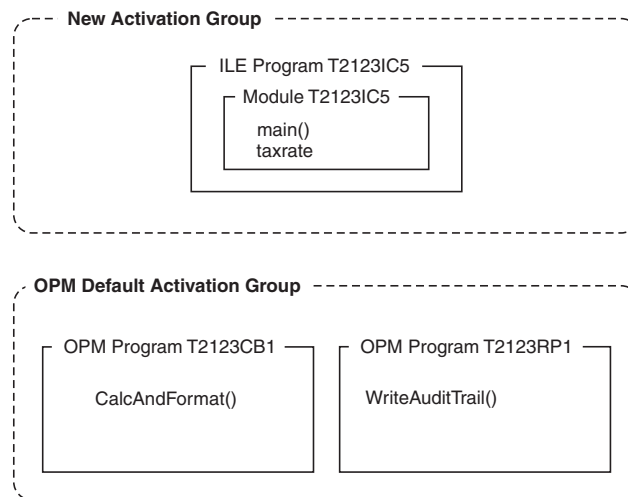 New Activation Group
ILE Program T2123IC5
Module T2123IC5
main()
taxrate
OPM Default Activation Group
OPM Program T2123CB1
CalcAndFormat()
OPM Program T2123RP1
WriteAuditTrail()